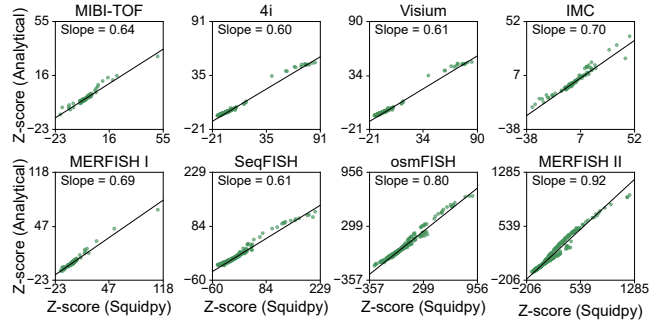 MIBI-TOF
4i
Visium
IMC
Z-score (Analytical)
55
16
−23
Slope = 0.64
−23 16 55
91
35
−21
Slope = 0.60
−21 35 91
90
34
−21
Slope = 0.61
−21 34 90
52
7
−38
Slope = 0.70
−38 7 52
MERFISH I
SeqFISH
osmFISH
MERFISH II
Z-score (Analytical)
118
47
−23
Slope = 0.69
−23 47 118
Z-score (Squidpy)
229
84
−60
Slope = 0.61
−60 84 229
Z-score (Squidpy)
956
299
−357
Slope = 0.80
−357 299 956
Z-score (Squidpy)
1285
539
−206
Slope = 0.92
−206 539 1285
Z-score (Squidpy)